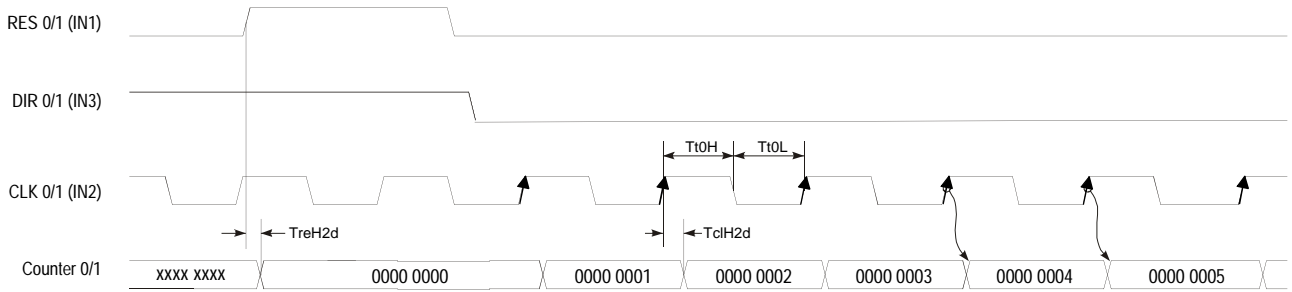 RES 0/1 (IN1)
DIR 0/1 (IN3)
Tt0H Tt0L
CLK 0/1 (IN2)
TreH2d TclH2d
Counter 0/1 xxxx xxxx 0000 0000 0000 0001 0000 0002 0000 0003 0000 0004 0000 0005